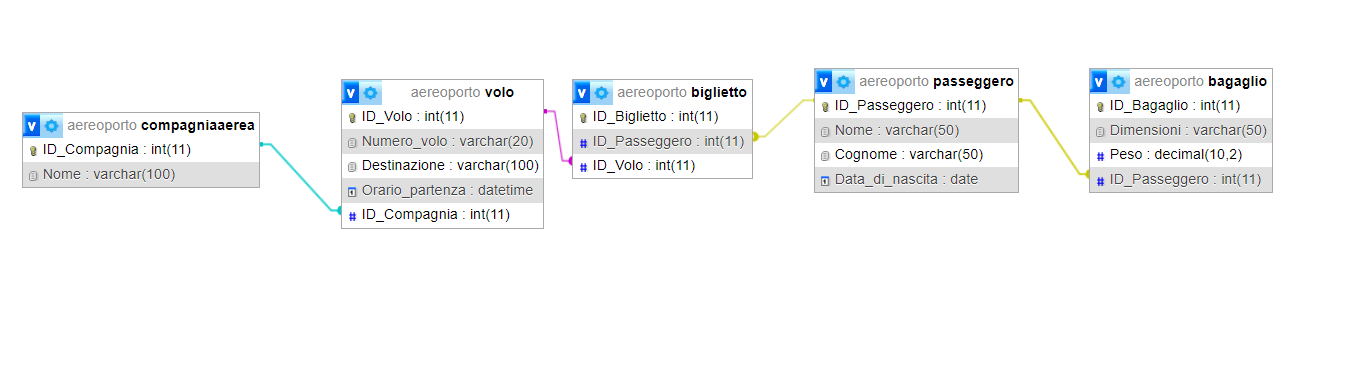 aereoporto compagniaaerea
ID_Compagnia : int(11)
Nome : varchar(100)
aereoporto volo
ID_Volo : int(11)
Numero_volo : varchar(20)
Destinazione : varchar(100)
Orario_partenza : datetime
ID_Compagnia : int(11)
aereoporto biglietto
ID_Biglietto : int(11)
ID_Passeggero : int(11)
ID_Volo : int(11)
aereoporto passeggero
ID_Passeggero : int(11)
Nome : varchar(50)
Cognome : varchar(50)
Data_di_nascita : date
aereoporto bagaglio
ID_Bagaglio : int(11)
Dimensioni : varchar(50)
Peso : decimal(10,2)
ID_Passeggero : int(11)